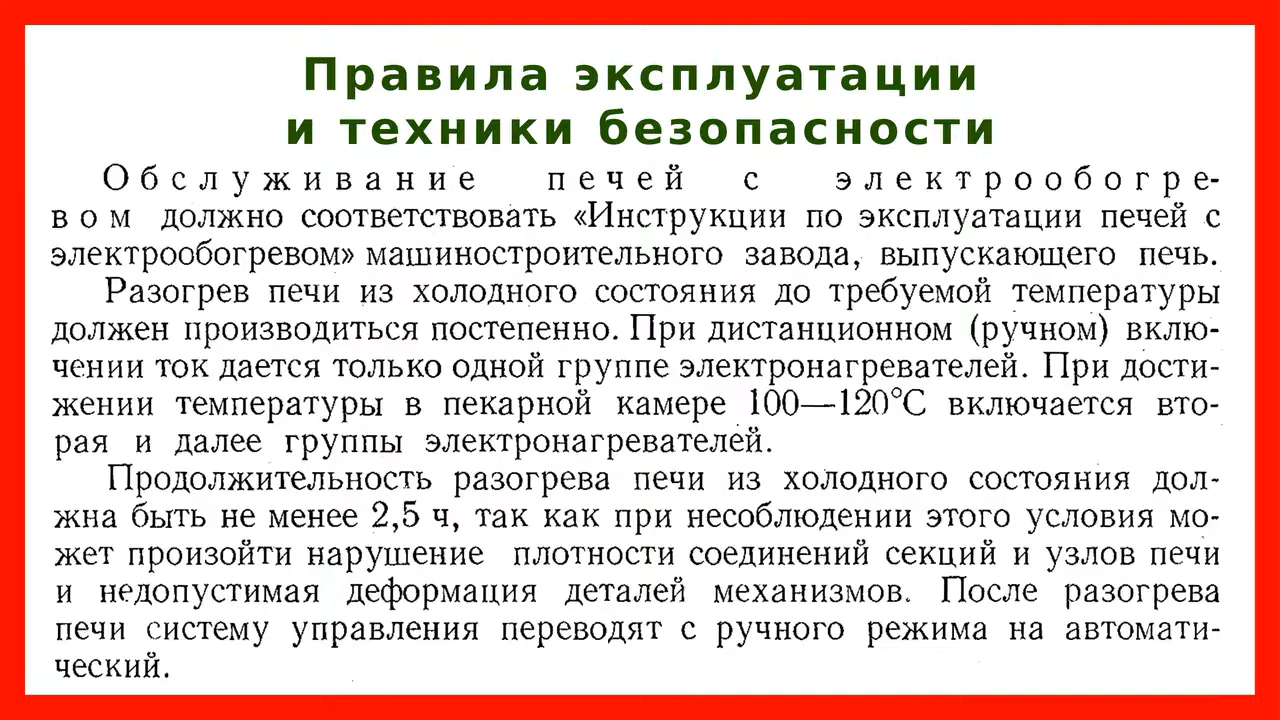 Правила эксплуатации
и техники безопасности
Обслуживание печей с электрообогре-
вом должно соответствовать «Инструкции по эксплуатации печей с
электрообогревом» машиностроительного завода, выпускающего печь.
Разогрев печи из холодного состояния до требуемой температуры
должен производиться постепенно. При дистанционном (ручном) вклю-
чении ток дается только одной группе электронагревателей. При дости-
жении температуры в пекарной камере 100—120°С включается вто-
рая и далее группы электронагревателей.
Продолжительность разогрева печи из холодного состояния дол-
жна быть не менее 2,5 ч, так как при несоблюдении этого условия мо-
жет произойти нарушение плотности соединений секций и узлов печи
и недопустимая деформация деталей механизмов. После разогрева
печи систему управления переводят с ручного режима на автомати-
ческий.